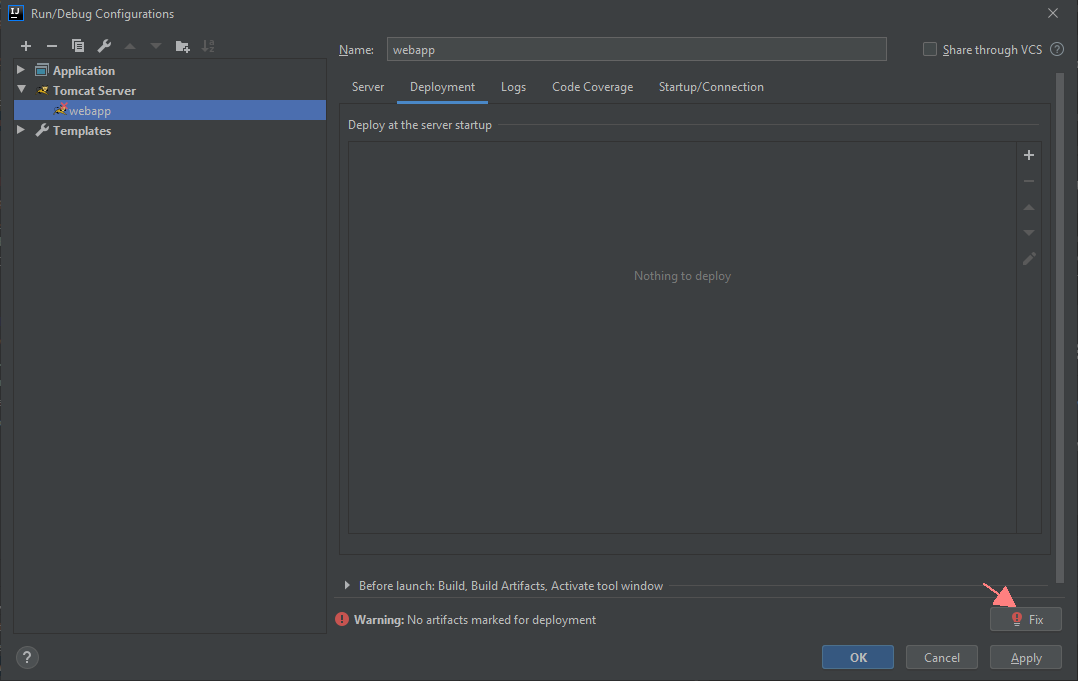 IJ
Run/Debug Configurations
Application
Tomcat Server
webapp
Templates
Name:
webapp
Share through VCS
?
Server
Deployment
Logs
Code Coverage
Startup/Connection
Deploy at the server startup
Nothing to deploy
Before launch: Build, Build Artifacts, Activate tool window
Warning: No artifacts marked for deployment
Fix
?
OK
Cancel
Apply